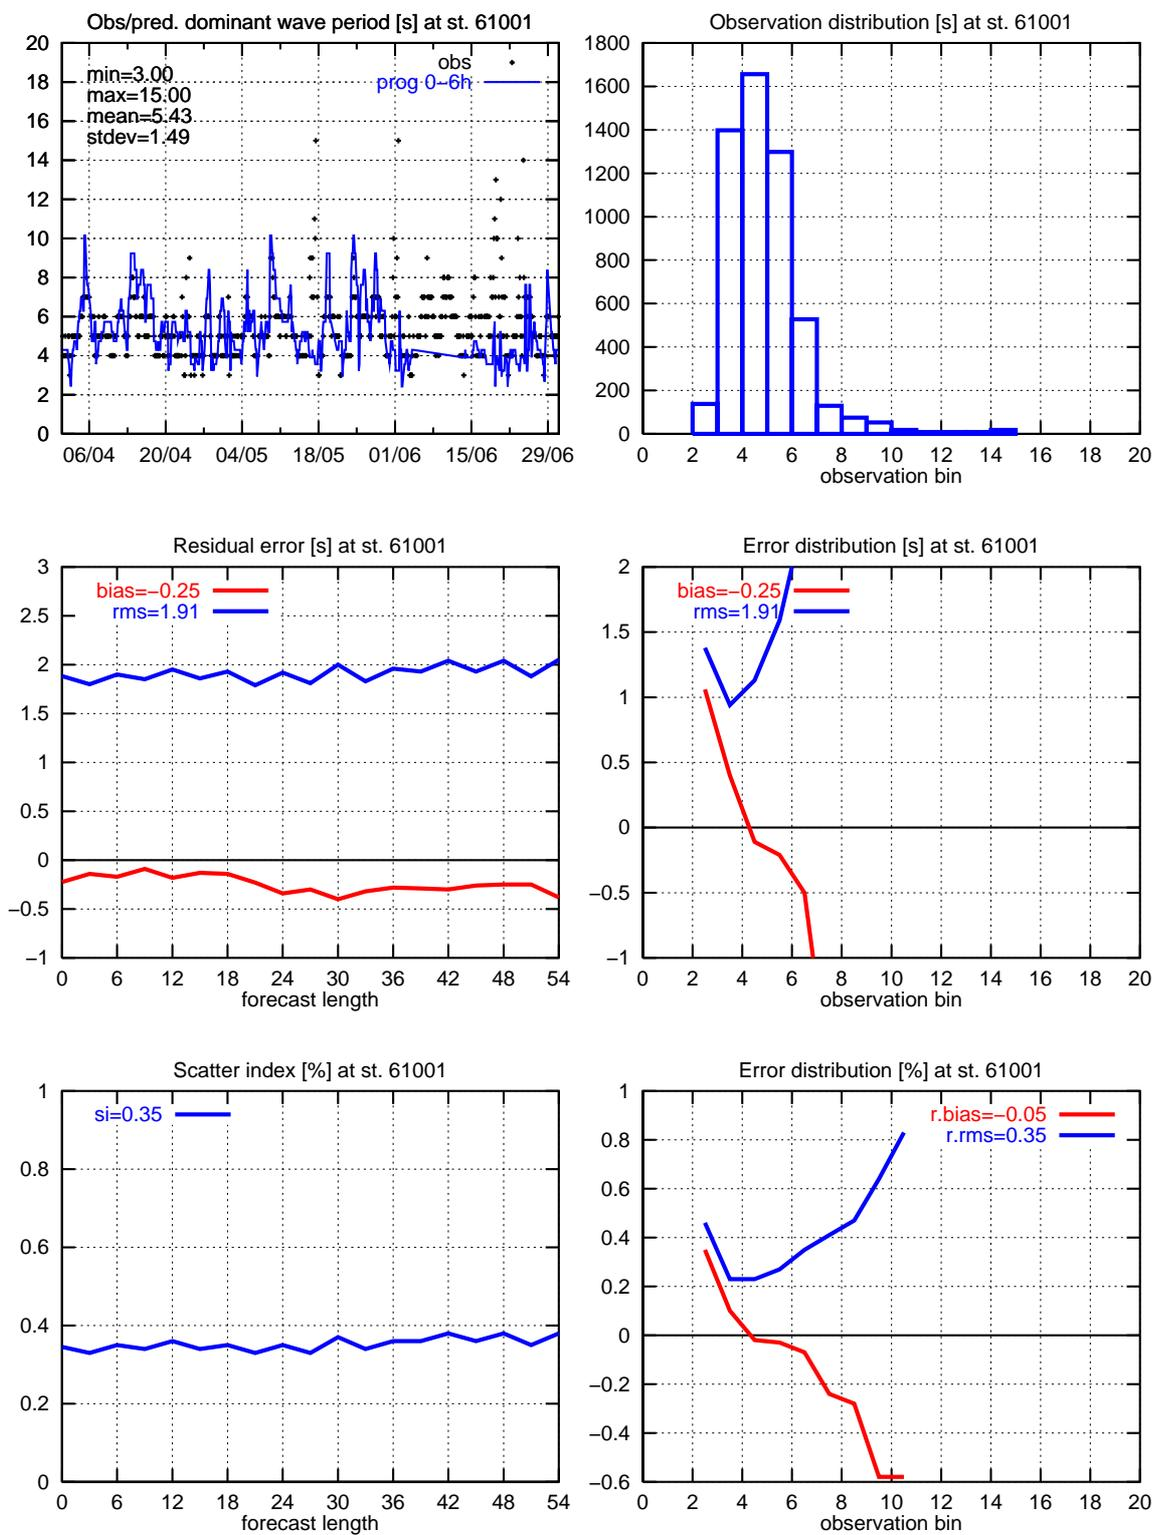 Obs/pred. dominant wave period [s] at st. 61001
20
18
16
14
12
10
8
6
4
2
0
min=3.00
max=15.00
mean=5.43
stdev=1.49
obs
prog 0−6h
06/04 20/04 04/05 18/05 01/06 15/06 29/06
Observation distribution [s] at st. 61001
1800
1600
1400
1200
1000
800
600
400
200
0
0 2 4 6 8 10 12 14 16 18 20
observation bin
Residual error [s] at st. 61001
3
2.5
2
1.5
1
0.5
0
−0.5
−1
bias=−0.25
rms=1.91
0 6 12 18 24 30 36 42 48 54
forecast length
Error distribution [s] at st. 61001
2
1.5
1
0.5
0
−0.5
−1
bias=−0.25
rms=1.91
0 2 4 6 8 10 12 14 16 18 20
observation bin
Scatter index [%] at st. 61001
1
0.8
0.6
0.4
0.2
0
si=0.35
0 6 12 18 24 30 36 42 48 54
forecast length
Error distribution [%] at st. 61001
1
0.8
0.6
0.4
0.2
0
−0.2
−0.4
−0.6
r.bias=−0.05
r.rms=0.35
0 2 4 6 8 10 12 14 16 18 20
observation bin